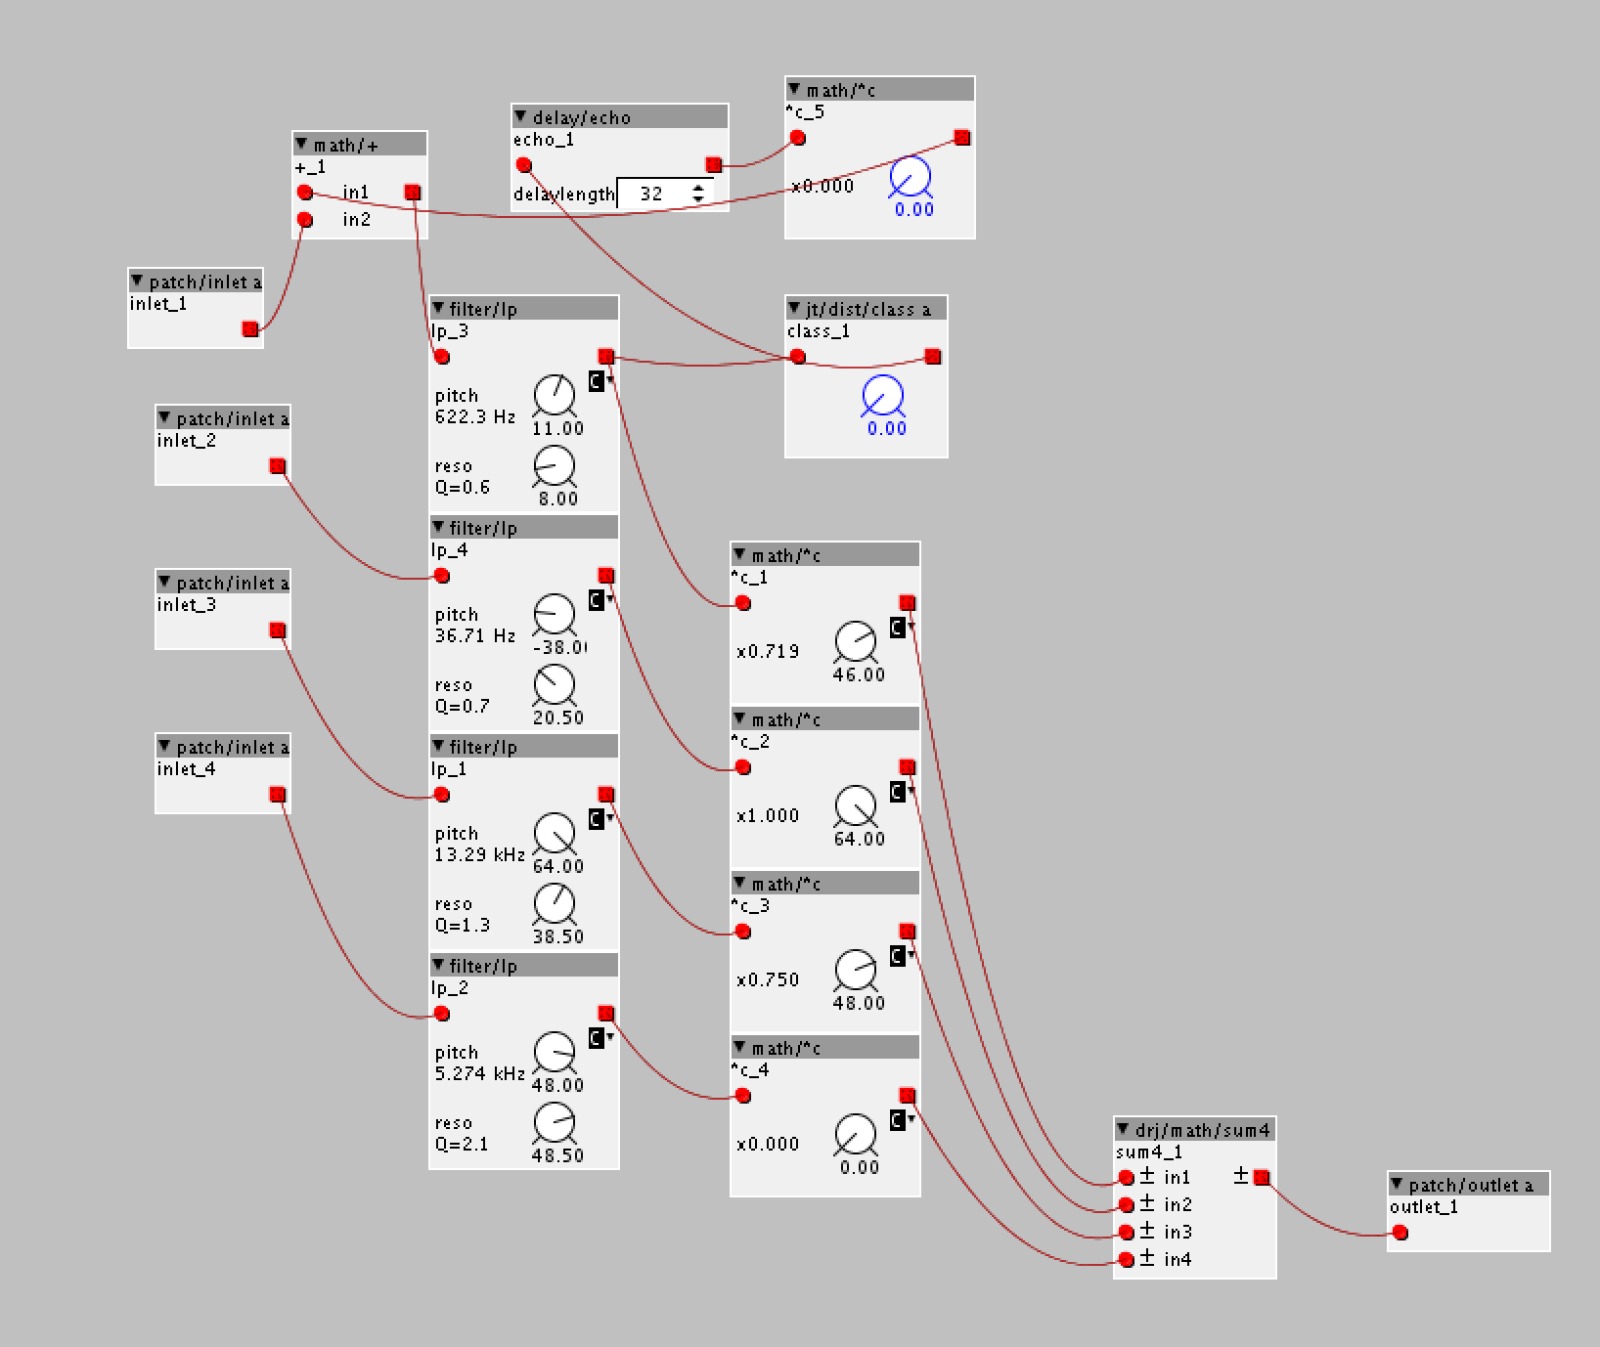 math/*c
*c_5
x0.000
0.00
delay/echo
echo_1
delaylength 32
math/+
+_1
in1
in2
patch/inlet a
inlet_1
filter/lp
lp_3
pitch
622.3 Hz
11.00
reso
Q=0.6
8.00
jt/dist/class a
class_1
0.00
patch/inlet a
inlet_2
filter/lp
lp_4
pitch
36.71 Hz
-38.0
reso
Q=0.7
20.50
patch/inlet a
inlet_3
filter/lp
lp_1
pitch
13.29 kHz
64.00
reso
Q=1.3
38.50
patch/inlet a
inlet_4
filter/lp
lp_2
pitch
5.274 kHz
48.00
reso
Q=2.1
48.50
C
C
C
C
math/*c
*c_1
C
x0.719
46.00
math/*c
*c_2
C
x1.000
64.00
math/*c
*c_3
C
x0.750
48.00
math/*c
*c_4
C
x0.000
0.00
drj/math/sum4
sum4_1
± in1 ±
± in2
± in3
± in4
patch/outlet a
outlet_1